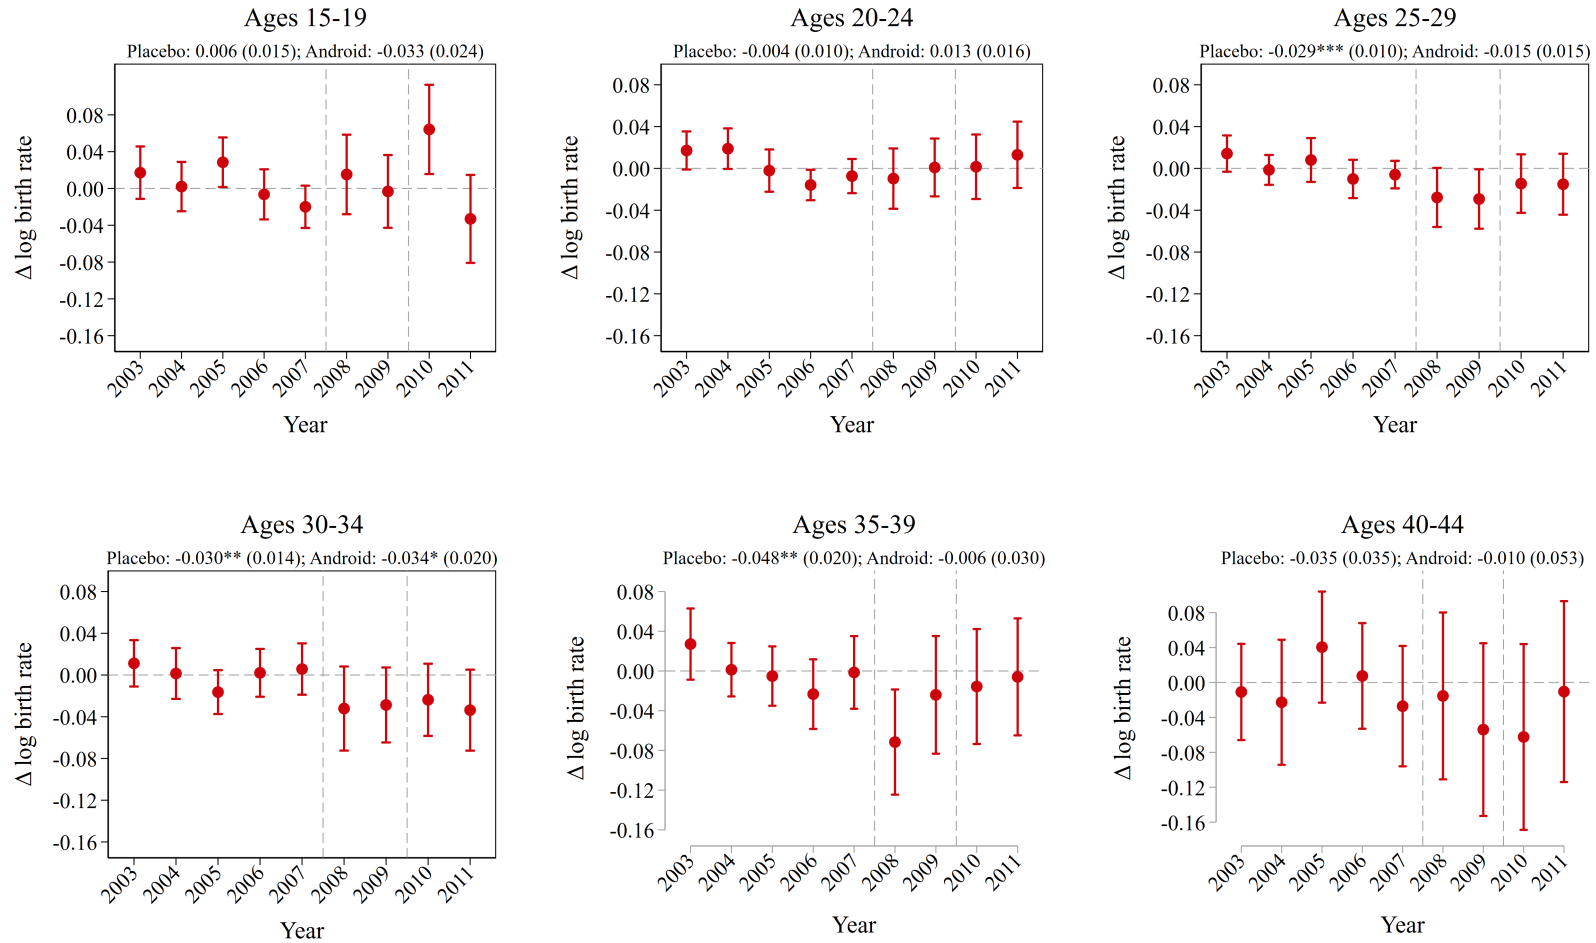 Ages 15-19
Placebo: 0.006 (0.015); Android: -0.033 (0.024)
Δ log birth rate
0.08
0.04
0.00
-0.04
-0.08
-0.12
-0.16
2003 2004 2005 2006 2007 2008 2009 2010 2011
Year
Ages 20-24
Placebo: -0.004 (0.010); Android: 0.013 (0.016)
Δ log birth rate
0.08
0.04
0.00
-0.04
-0.08
-0.12
-0.16
2003 2004 2005 2006 2007 2008 2009 2010 2011
Year
Ages 25-29
Placebo: -0.029*** (0.010); Android: -0.015 (0.015)
Δ log birth rate
0.08
0.04
0.00
-0.04
-0.08
-0.12
-0.16
2003 2004 2005 2006 2007 2008 2009 2010 2011
Year
Ages 30-34
Placebo: -0.030** (0.014); Android: -0.034* (0.020)
Δ log birth rate
0.08
0.04
0.00
-0.04
-0.08
-0.12
-0.16
2003 2004 2005 2006 2007 2008 2009 2010 2011
Year
Ages 35-39
Placebo: -0.048** (0.020); Android: -0.006 (0.030)
Δ log birth rate
0.08
0.04
0.00
-0.04
-0.08
-0.12
-0.16
2003 2004 2005 2006 2007 2008 2009 2010 2011
Year
Ages 40-44
Placebo: -0.035 (0.035); Android: -0.010 (0.053)
Δ log birth rate
0.08
0.04
0.00
-0.04
-0.08
-0.12
-0.16
2003 2004 2005 2006 2007 2008 2009 2010 2011
Year